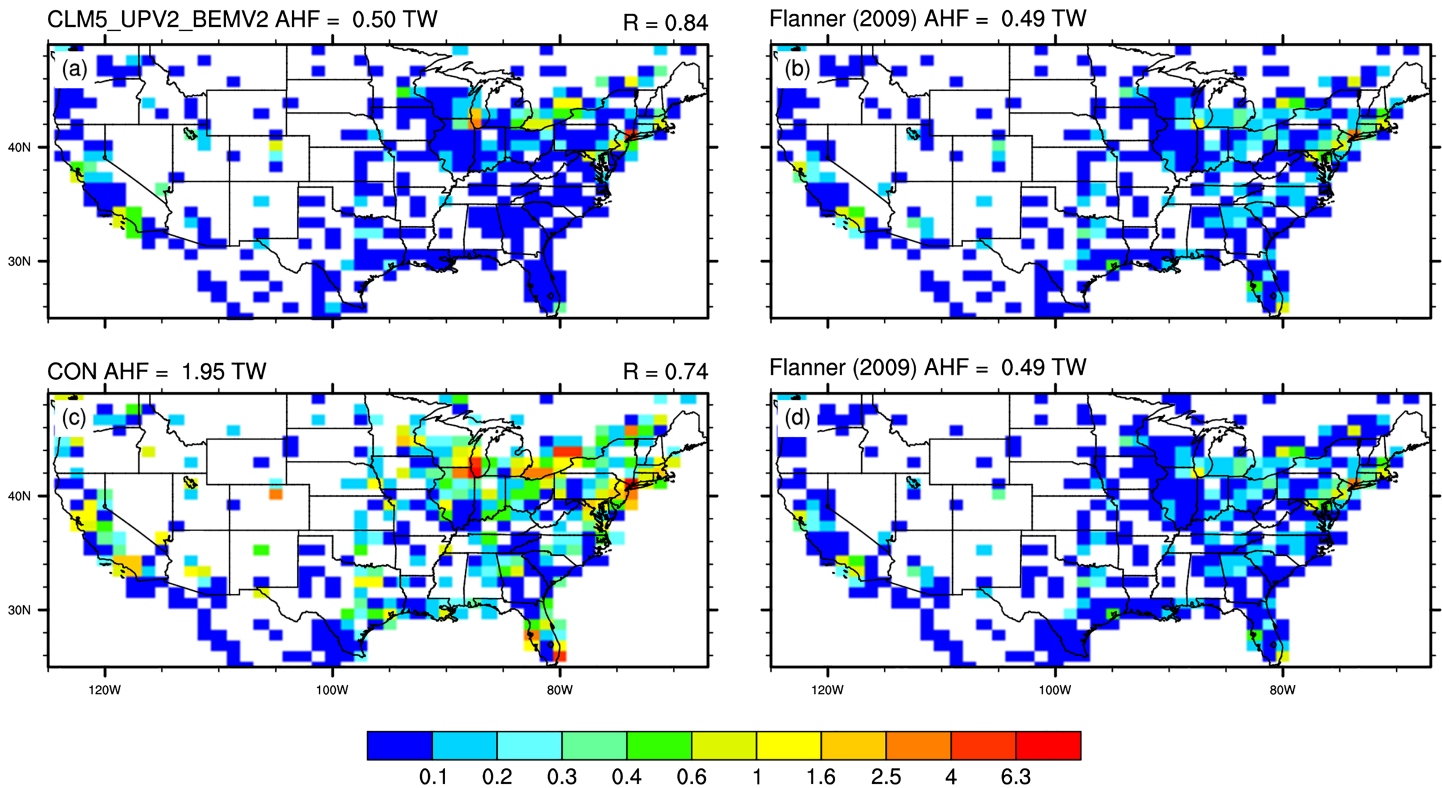 CLM5_UPV2_BEMV2 AHF = 0.50 TW R = 0.84
Flanner (2009) AHF = 0.49 TW
(a)
(b)
40N
30N
CON AHF = 1.95 TW R = 0.74
Flanner (2009) AHF = 0.49 TW
(c)
(d)
40N
30N
120W 100W 80W
120W 100W 80W
0.1 0.2 0.3 0.4 0.6 1 1.6 2.5 4 6.3